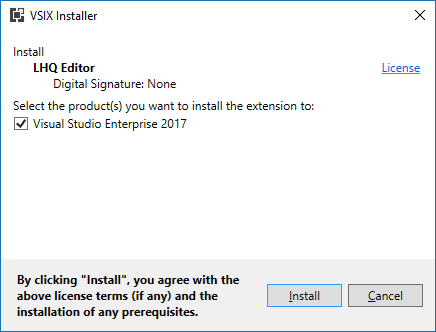 VSIX Installer
Install
LHQ Editor
License
Digital Signature: None
Select the product(s) you want to install the extension to:
Visual Studio Enterprise 2017
By clicking "Install", you agree with the
above license terms (if any) and the
installation of any prerequisites.
Install
Cancel